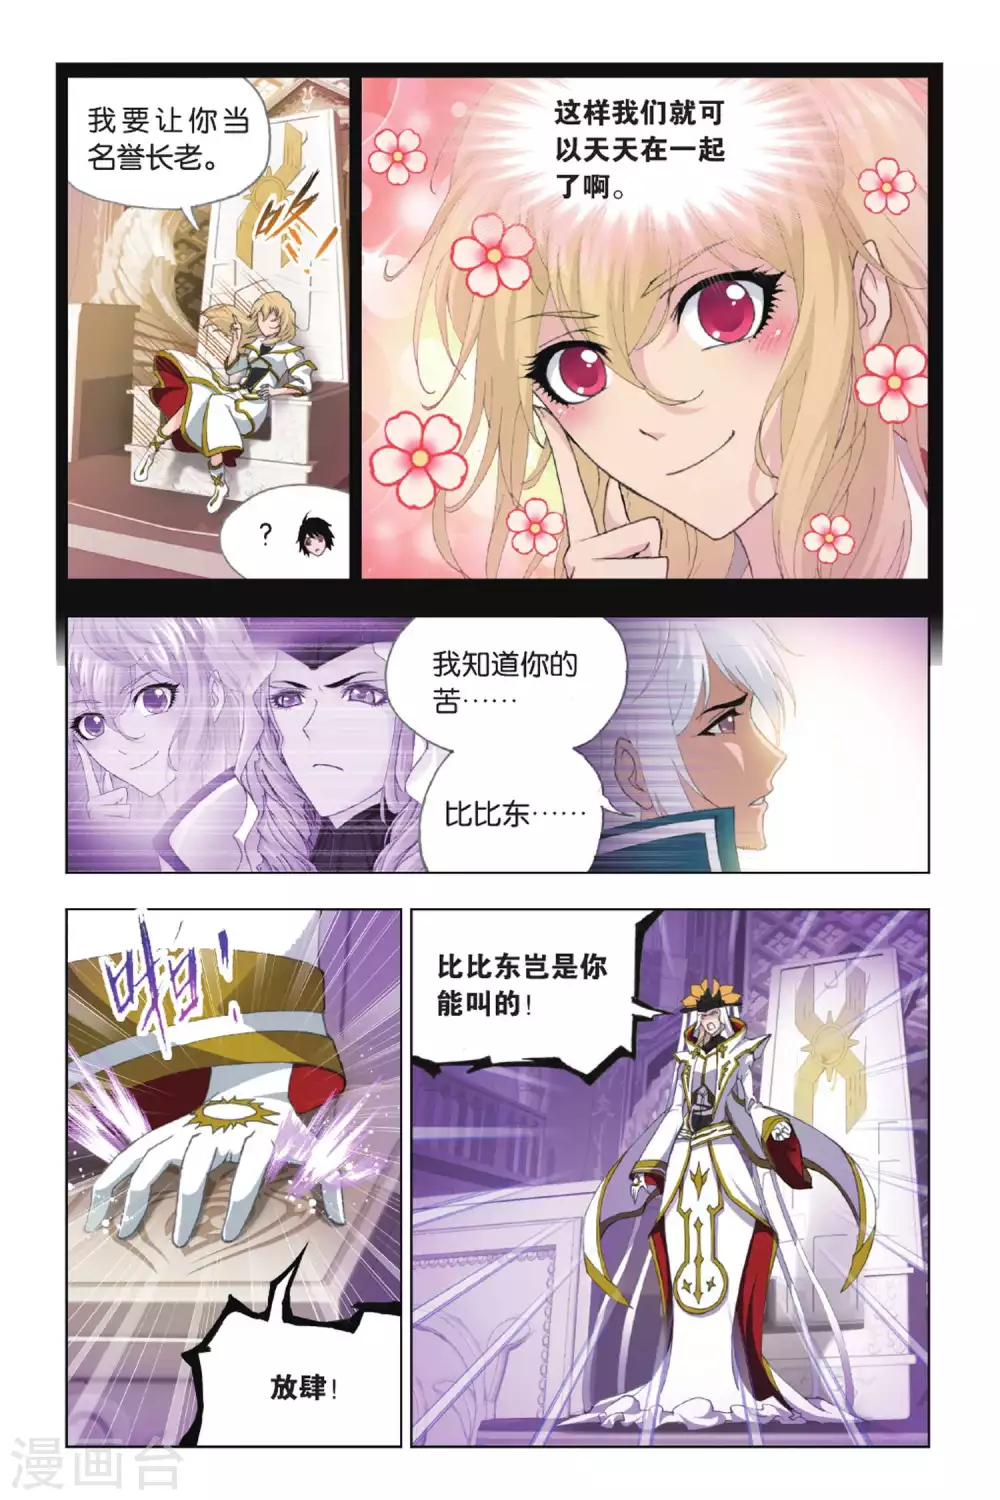 我要让你当
名誉长老。
咚!
?
这样我们就可
以天天在一起
了啊。
我知道你的
苦……
比比东……
啪!
放肆！
比比东岂是你
能叫的！
漫画台